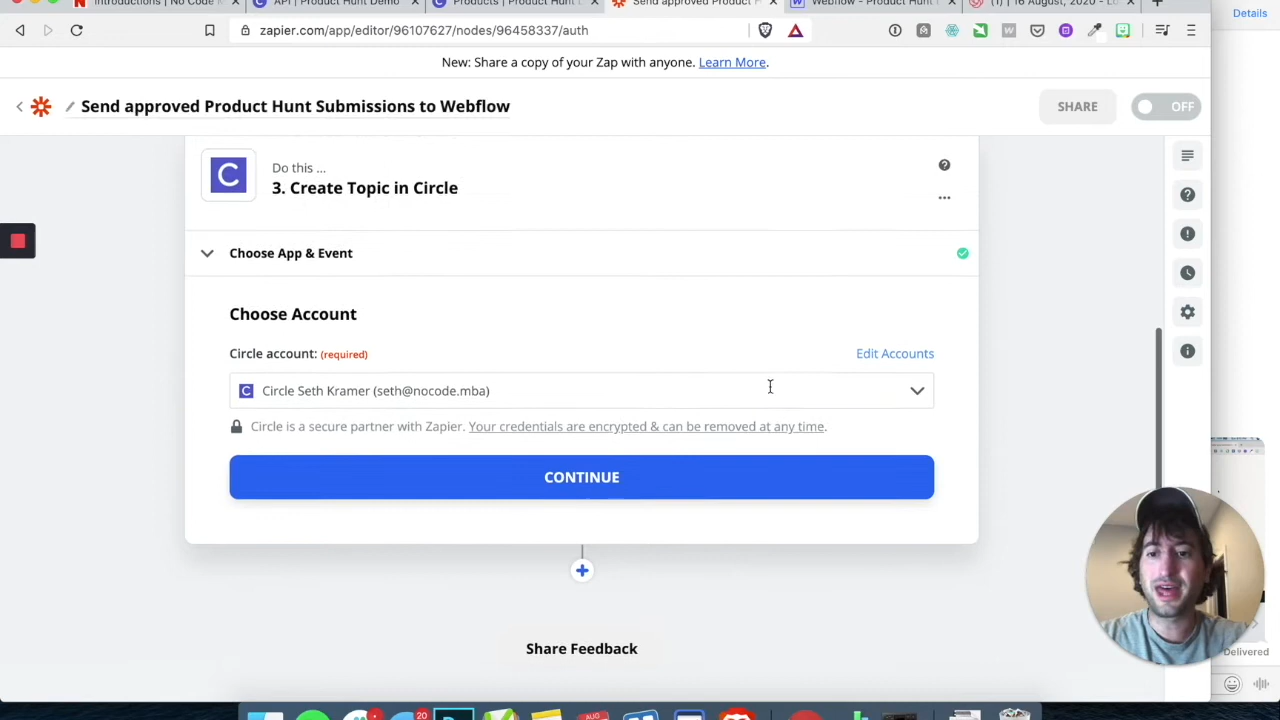 Introductions | No Code M
API | Product Hunt Demo
Products | Product Hunt
Send approved Product H
Webflow - Product Hunt
(1) | 16 August, 2020 - Lo
Details
zipier.com/app/editor/96107627/nodes/96458337/auth
New: Share a copy of your Zap with anyone. Learn More.
Send approved Product Hunt Submissions to Webflow
SHARE
OFF
Do this ...
3. Create Topic in Circle
Choose App & Event
Choose Account
Circle account: (required)
Edit Accounts
Circle Seth Kramer (seth@nocode.mba)
Circle is a secure partner with Zapier. Your credentials are encrypted & can be removed at any time.
CONTINUE
Share Feedback
Delivered
20
AUG